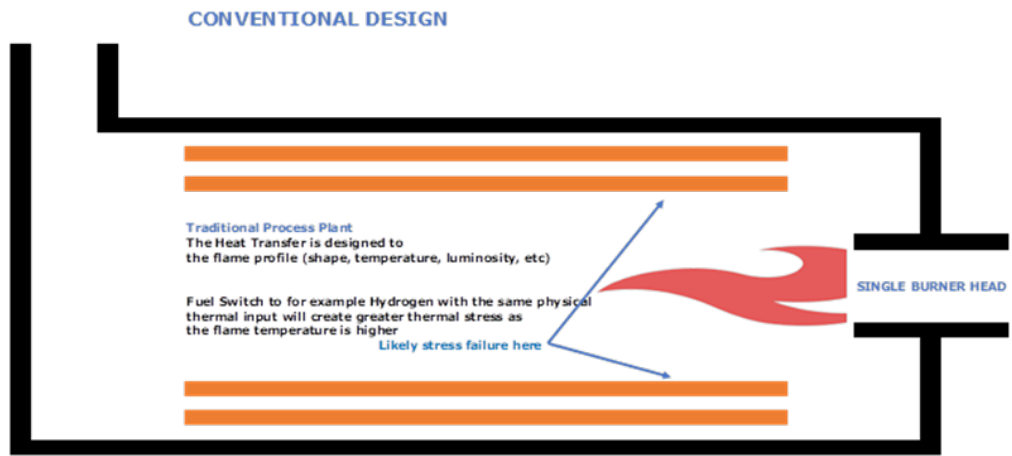 CONVENTIONAL DESIGN
Traditional Process Plant
The Heat Transfer is designed to
the flame profile (shape, temperature, luminosity, etc)
SINGLE BURNER HEAD
Fuel Switch to for example Hydrogen with the same physical
thermal input will create greater thermal stress as
the flame temperature is higher
Likely stress failure here